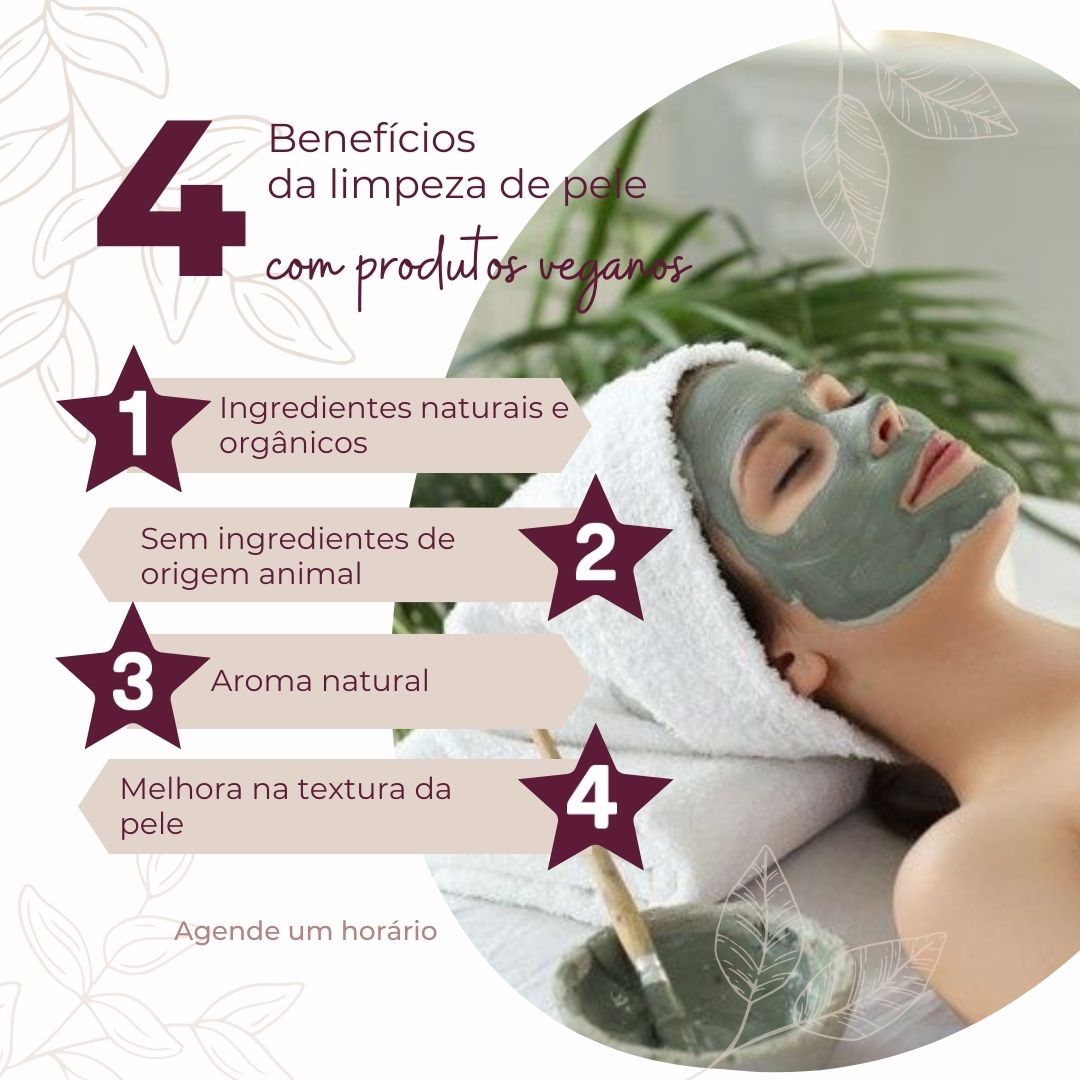 4
Benefícios
da limpeza de pele
com produtos veganos
1
Ingredientes naturais e
orgânicos
Sem ingredientes de
origem animal
2
3
Aroma natural
Melhora na textura da
pele
4
Agende um horário